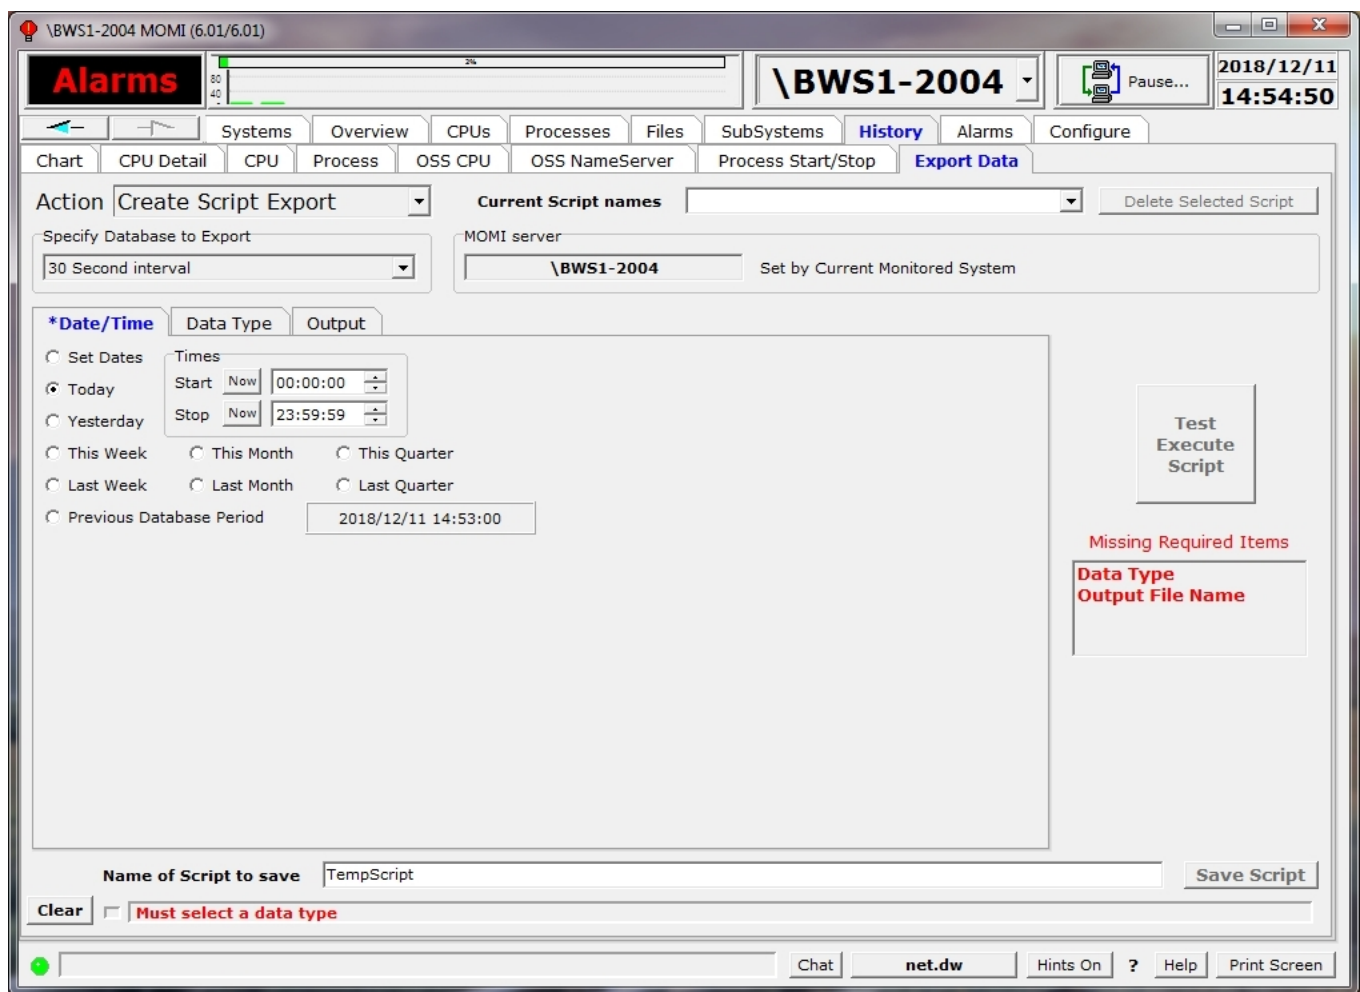 \BWS1-2004 MOMI (6.01/6.01)
Alarms
2%
80
40
\BWS1-2004
Pause...
2018/12/11
14:54:50
Systems Overview CPUs Processes Files SubSystems History Alarms Configure
Chart CPU Detail CPU Process OSS CPU OSS NameServer Process Start/Stop Export Data
Action Create Script Export Current Script names Delete Selected Script
Specify Database to Export MOMI server
30 Second interval \BWS1-2004 Set by Current Monitored System
*Date/Time Data Type Output
Set Dates Times
Today Start Now 00:00:00
Yesterday Stop Now 23:59:59
This Week This Month This Quarter
Last Week Last Month Last Quarter
Previous Database Period 2018/12/11 14:53:00
Test
Execute
Script
Missing Required Items
Data Type
Output File Name
Name of Script to save TempScript Save Script
Clear Must select a data type
Chat net.dw Hints On ? Help Print Screen